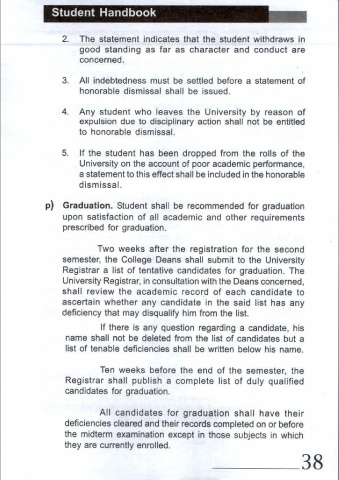 Student Handbook
2. The statement indicates that the student withdraws in
good standing as far as character and conduct are
concerned.
3. All indebtedness must be settled before a statement of
honorable dismissal shall be issued.
4. Any student who leaves the University by reason of
expulsion due to disciplinary action shall not be entitled
to honorable dismissal.
5. If the student has been dropped from the rolls of the
University on the account of poor academic performance,
a statement to this effect shall be included in the honorable
dismissal.
p) Graduation. Student shall be recommended for graduation
upon satisfaction of all academic and other requirements
prescribed for graduation.
Two weeks after the registration for the second
semester, the College Deans shall submit to the University
Registrar a list of tentative candidates for graduation. The
University Registrar, in consultation with the Deans concerned,
shall review the academic record of each candidate to
ascertain whether any candidate in the said list has any
deficiency that may disqualify him from the list.
If there is any question regarding a candidate, his
name shall not be deleted from the list of candidates but a
list of tenable deficiencies shall be written below his name.
Ten weeks before the end of the semester, the
Registrar shall publish a complete list of duly qualified
candidates for graduation.
All candidates for graduation shall have their
deficiencies cleared and their records completed on or before
the midterm examination except in those subjects in which
they are currently enrolled.
38